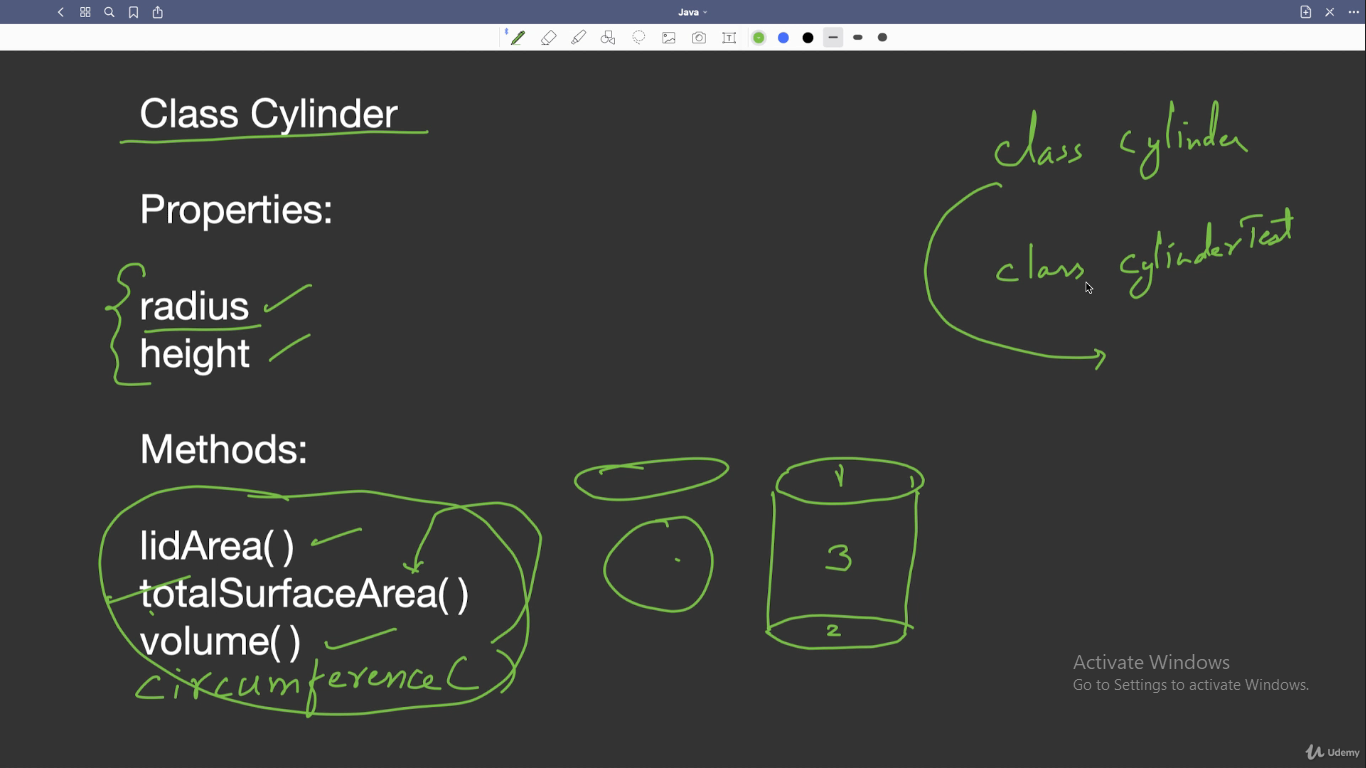 Java
Class Cylinder
Properties:
radius
height
Methods:
lidArea()
totalSurfaceArea()
volume()
circumference()
class cylinder
class cylinderTest
1
3
2
Activate Windows
Go to Settings to activate Windows.
Udemy